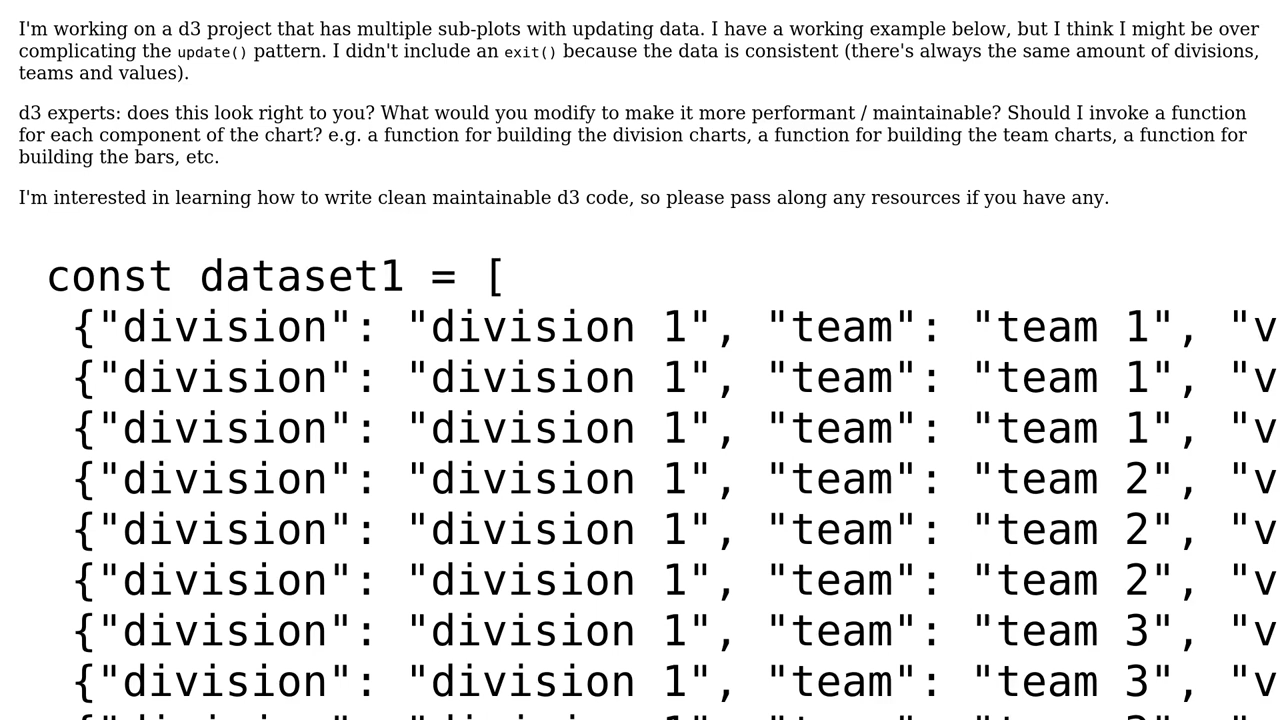 I'm working on a d3 project that has multiple sub-plots with updating data. I have a working example below, but I think I might be over
complicating the update() pattern. I didn't include an exit() because the data is consistent (there's always the same amount of divisions,
teams and values).
d3 experts: does this look right to you? What would you modify to make it more performant / maintainable? Should I invoke a function
for each component of the chart? e.g. a function for building the division charts, a function for building the team charts, a function for
building the bars, etc.
I'm interested in learning how to write clean maintainable d3 code, so please pass along any resources if you have any.
const dataset1 = [
{"division": "division 1", "team": "team 1", "v
{"division": "division 1", "team": "team 1", "v
{"division": "division 1", "team": "team 1", "v
{"division": "division 1", "team": "team 2", "v
{"division": "division 1", "team": "team 2", "v
{"division": "division 1", "team": "team 2", "v
{"division": "division 1", "team": "team 3", "v
{"division": "division 1", "team": "team 3", "v